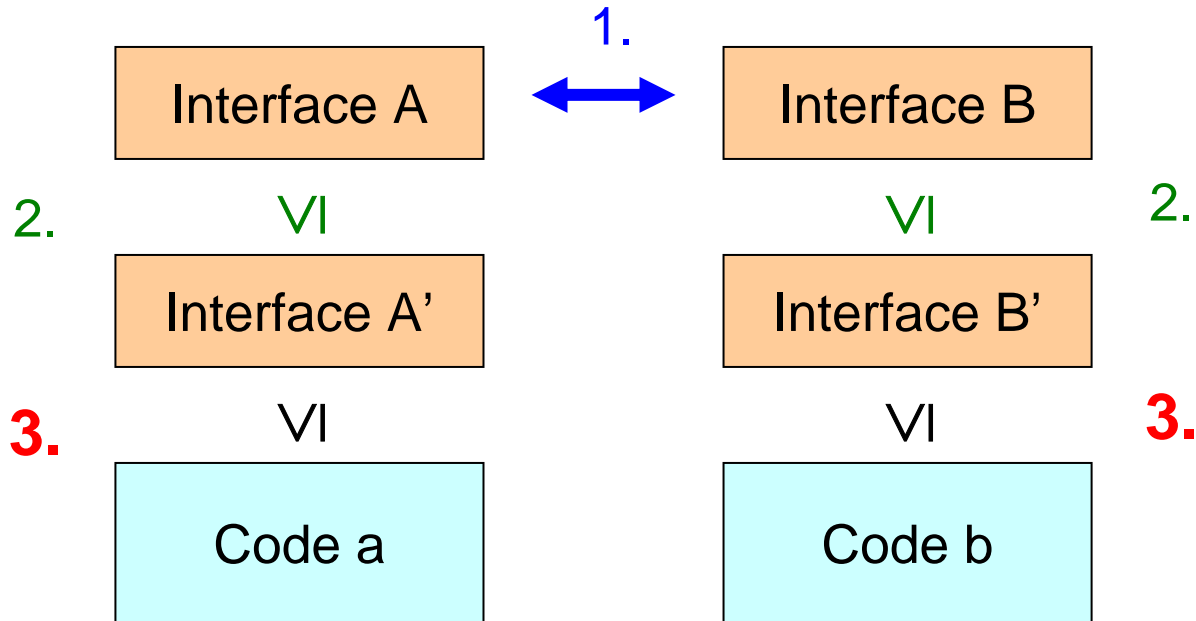 1.
Interface A
Interface B
2.
VI
VI
2.
Interface A’
Interface B’
3.
VI
VI
3.
Code a
Code b